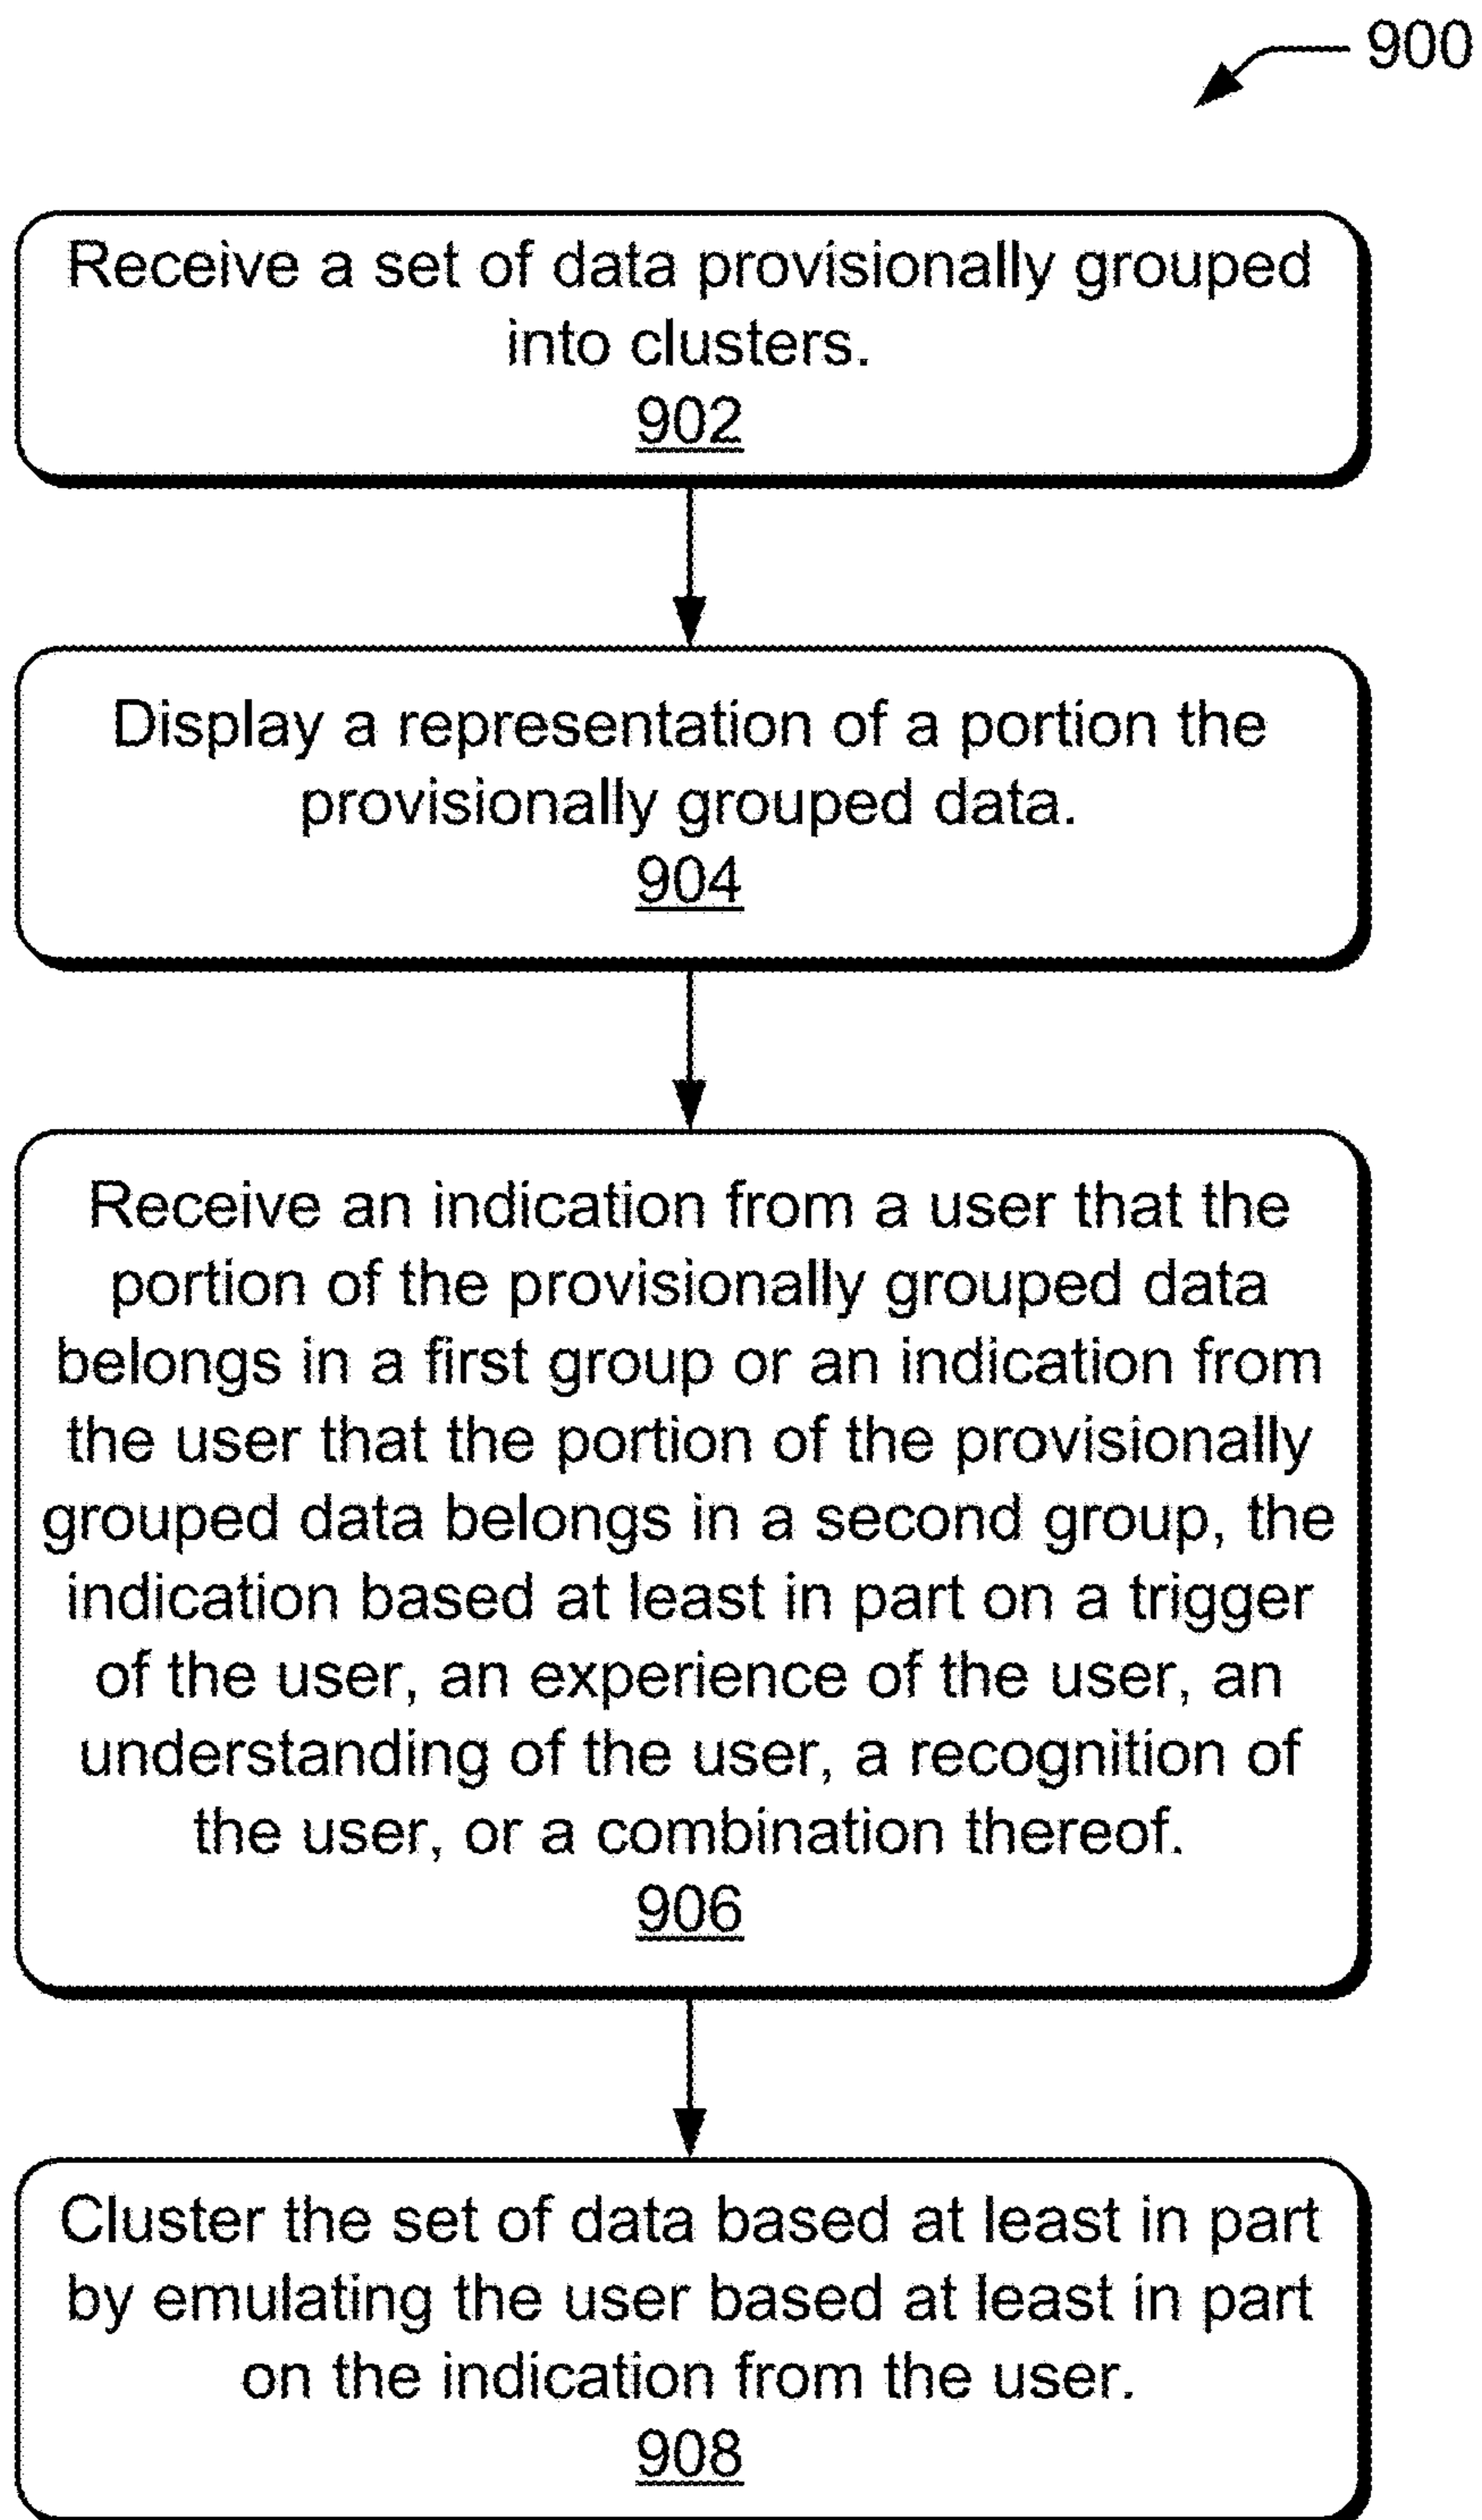 900
Receive a set of data provisionally grouped
into clusters.
902
Display a representation of a portion the
provisionally grouped data.
904
Receive an indication from a user that the
portion of the provisionally grouped data
belongs in a first group or an indication from
the user that the portion of the provisionally
grouped data belongs in a second group, the
indication based at least in part on a trigger
of the user, an experience of the user, an
understanding of the user, a recognition of
the user, or a combination thereof.
906
Cluster the set of data based at least in part
by emulating the user based at least in part
on the indication from the user.
908